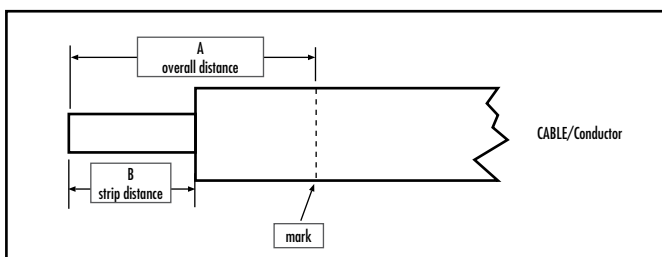 A
overall distance
CABLE/Conductor
B
strip distance
mark